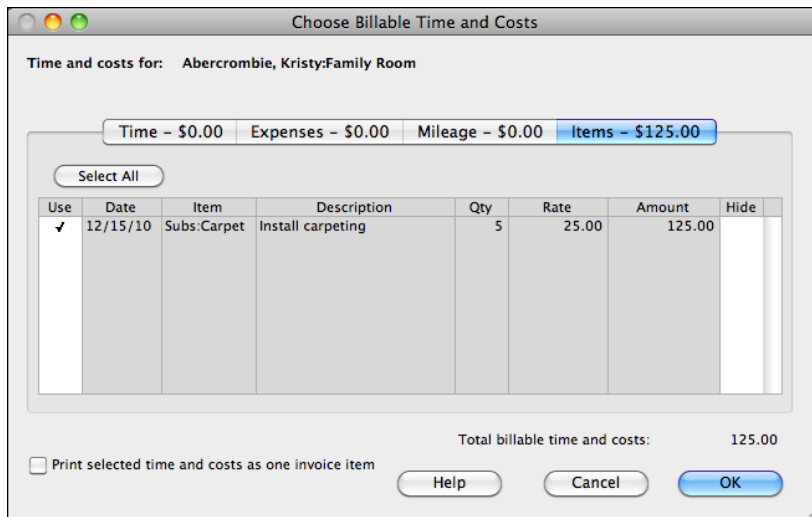 Choose Billable Time and Costs
Time and costs for: Abercrombie, Kristy:Family Room
Time – $0.00 Expenses – $0.00 Mileage – $0.00 Items – $125.00
Select All
Use Date Item Description Qty Rate Amount Hide
✓ 12/15/10 Subs:Carpet Install carpeting 5 25.00 125.00
Total billable time and costs: 125.00
Print selected time and costs as one invoice item
Help Cancel OK